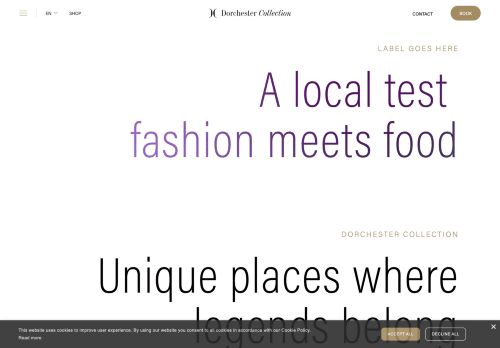 EN
SHOP
Dorchester Collection
CONTACT
BOOK
LABEL GOES HERE
A local test
fashion meets food
DORCHESTER COLLECTION
Unique places where
legends belong
This website uses cookies to improve user experience. By using our website you consent to all cookies in accordance with our Cookie Policy.
Read more
ACCEPT ALL
DECLINE ALL